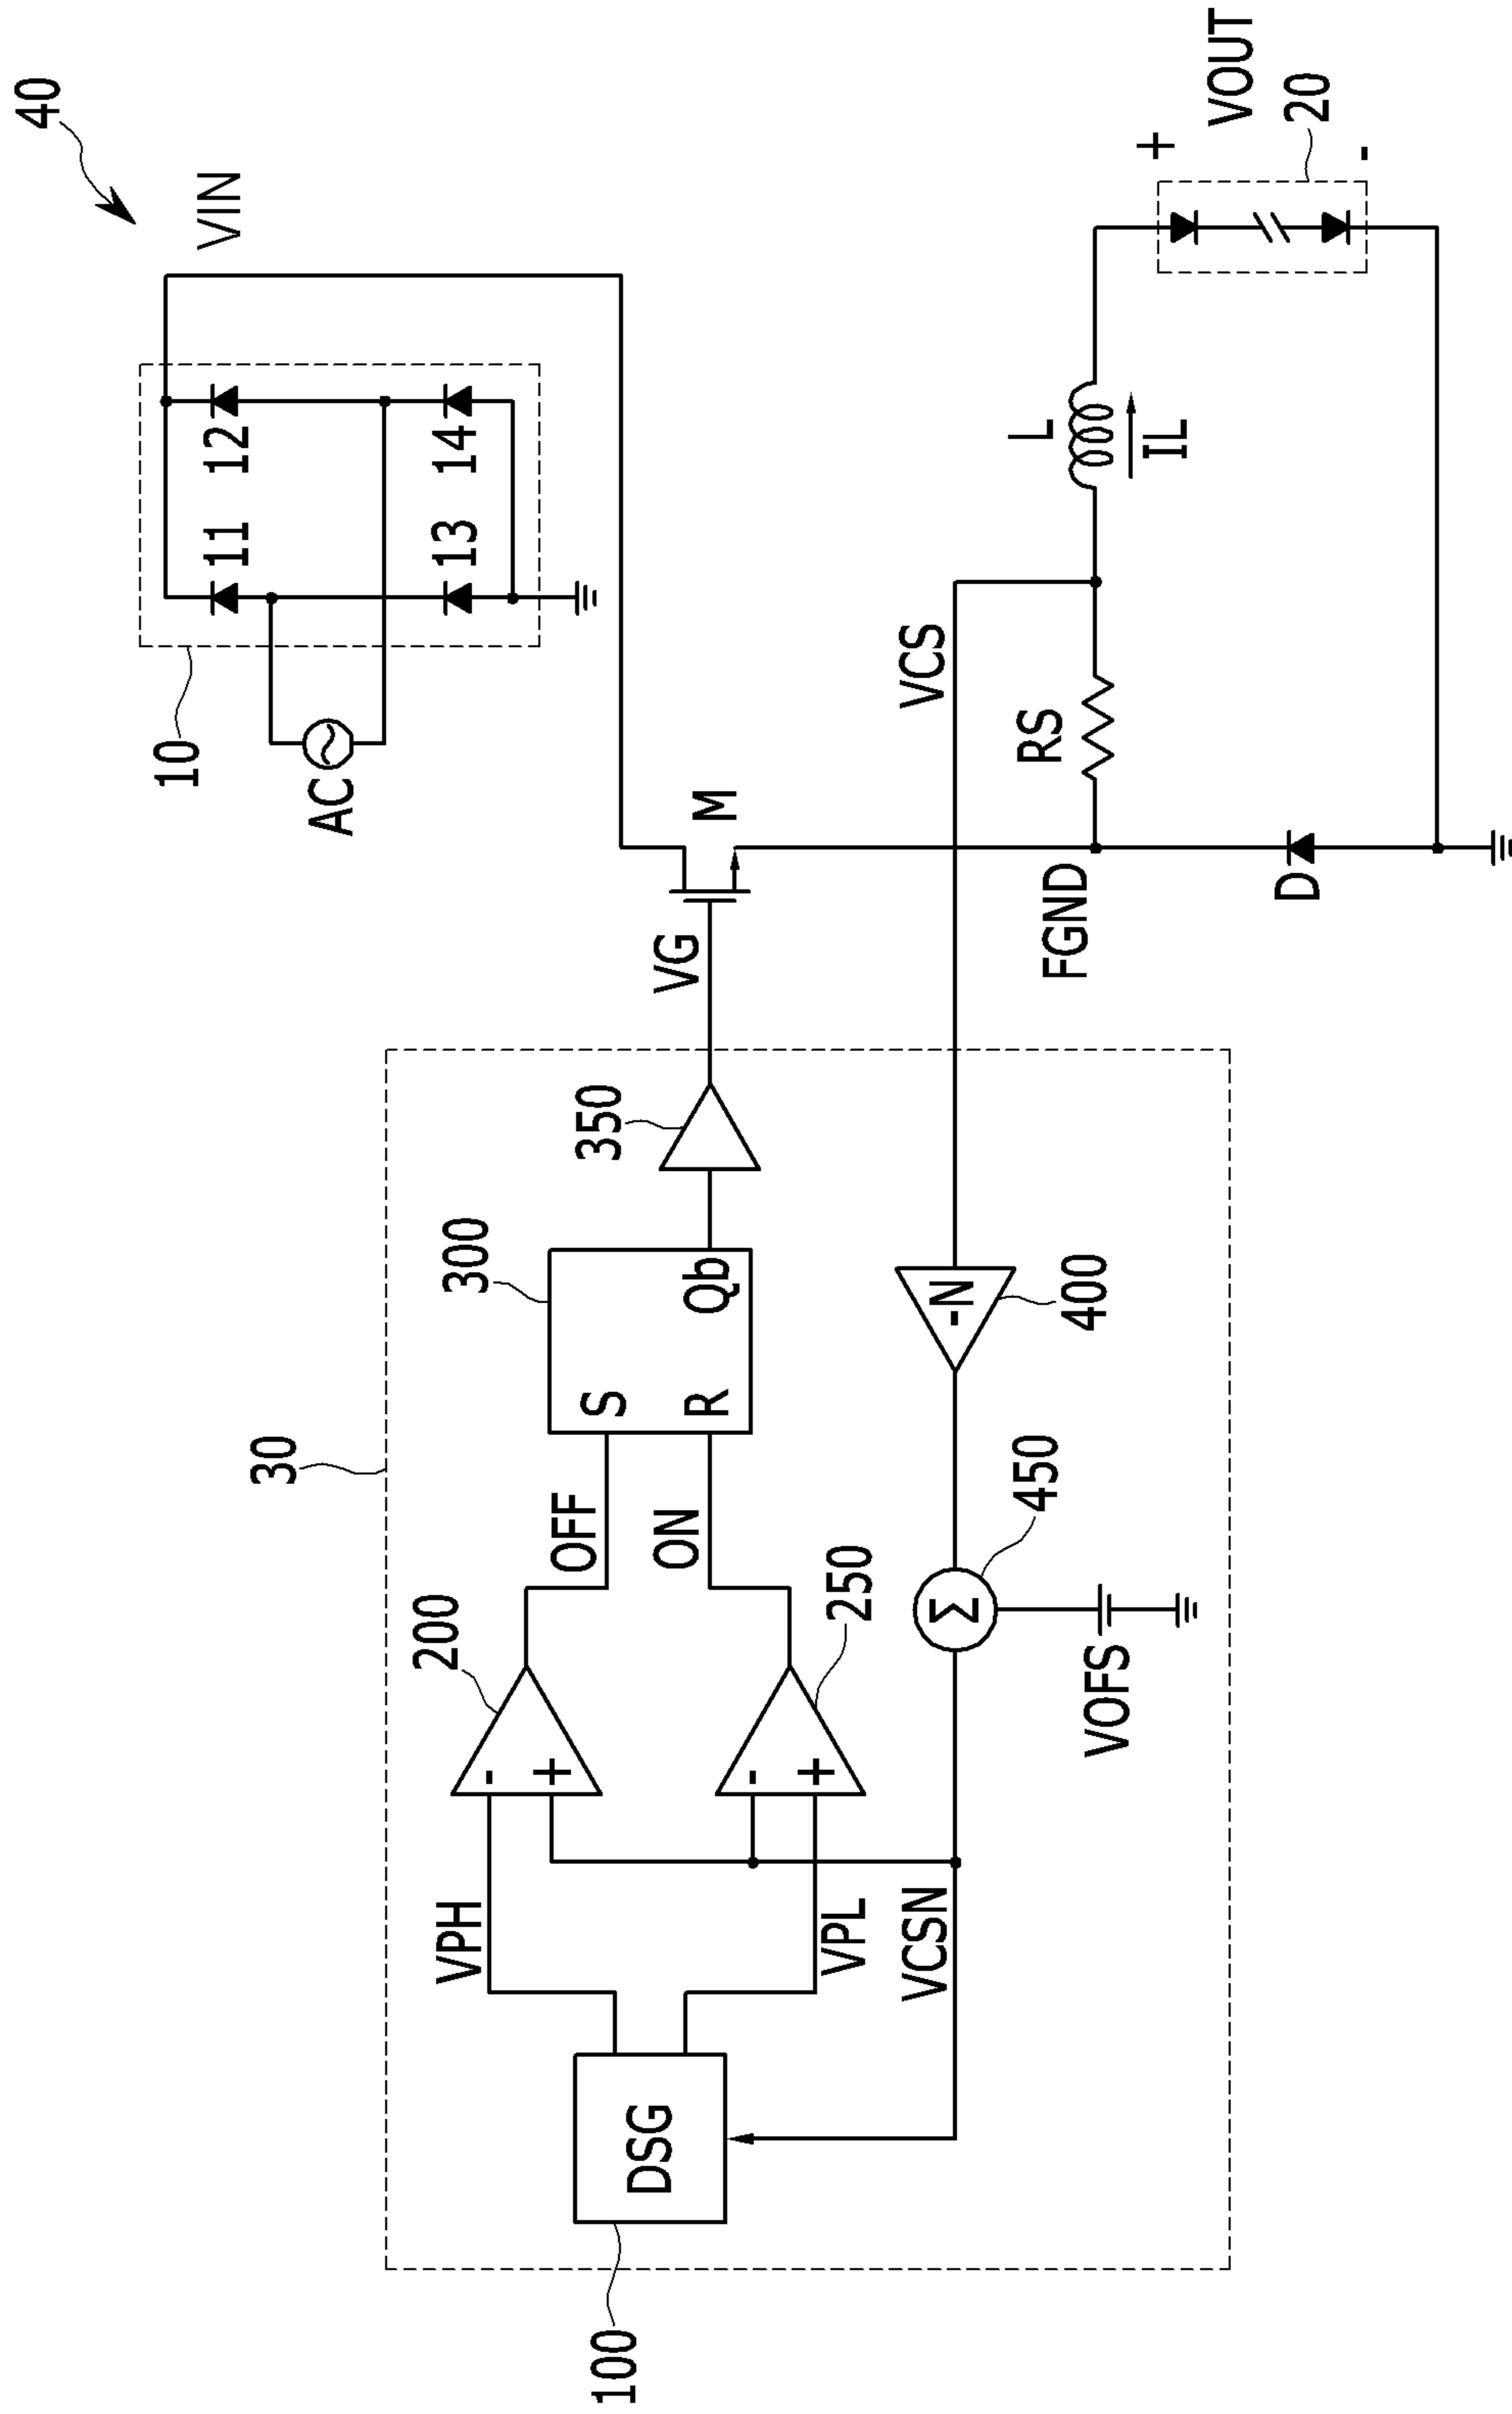 40
VIN
10
11
12
13
14
AC
M
VG
VCS
RS
L
IL
VOUT
+
-
20
FGND
D
30
350
300
S
R
Qb
OFF
ON
200
-
+
250
-
+
-N
400
Σ
450
VOFS
VPH
VPL
VCSN
DSG
100